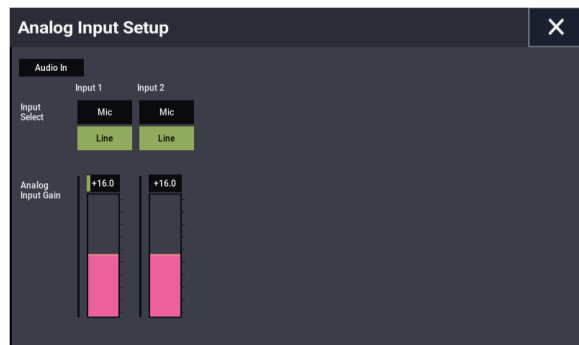 Analog Input Setup
Audio In
Input 1 Input 2
Input
Select
Mic Mic
Line Line
Analog
Input Gain
+16.0 +16.0